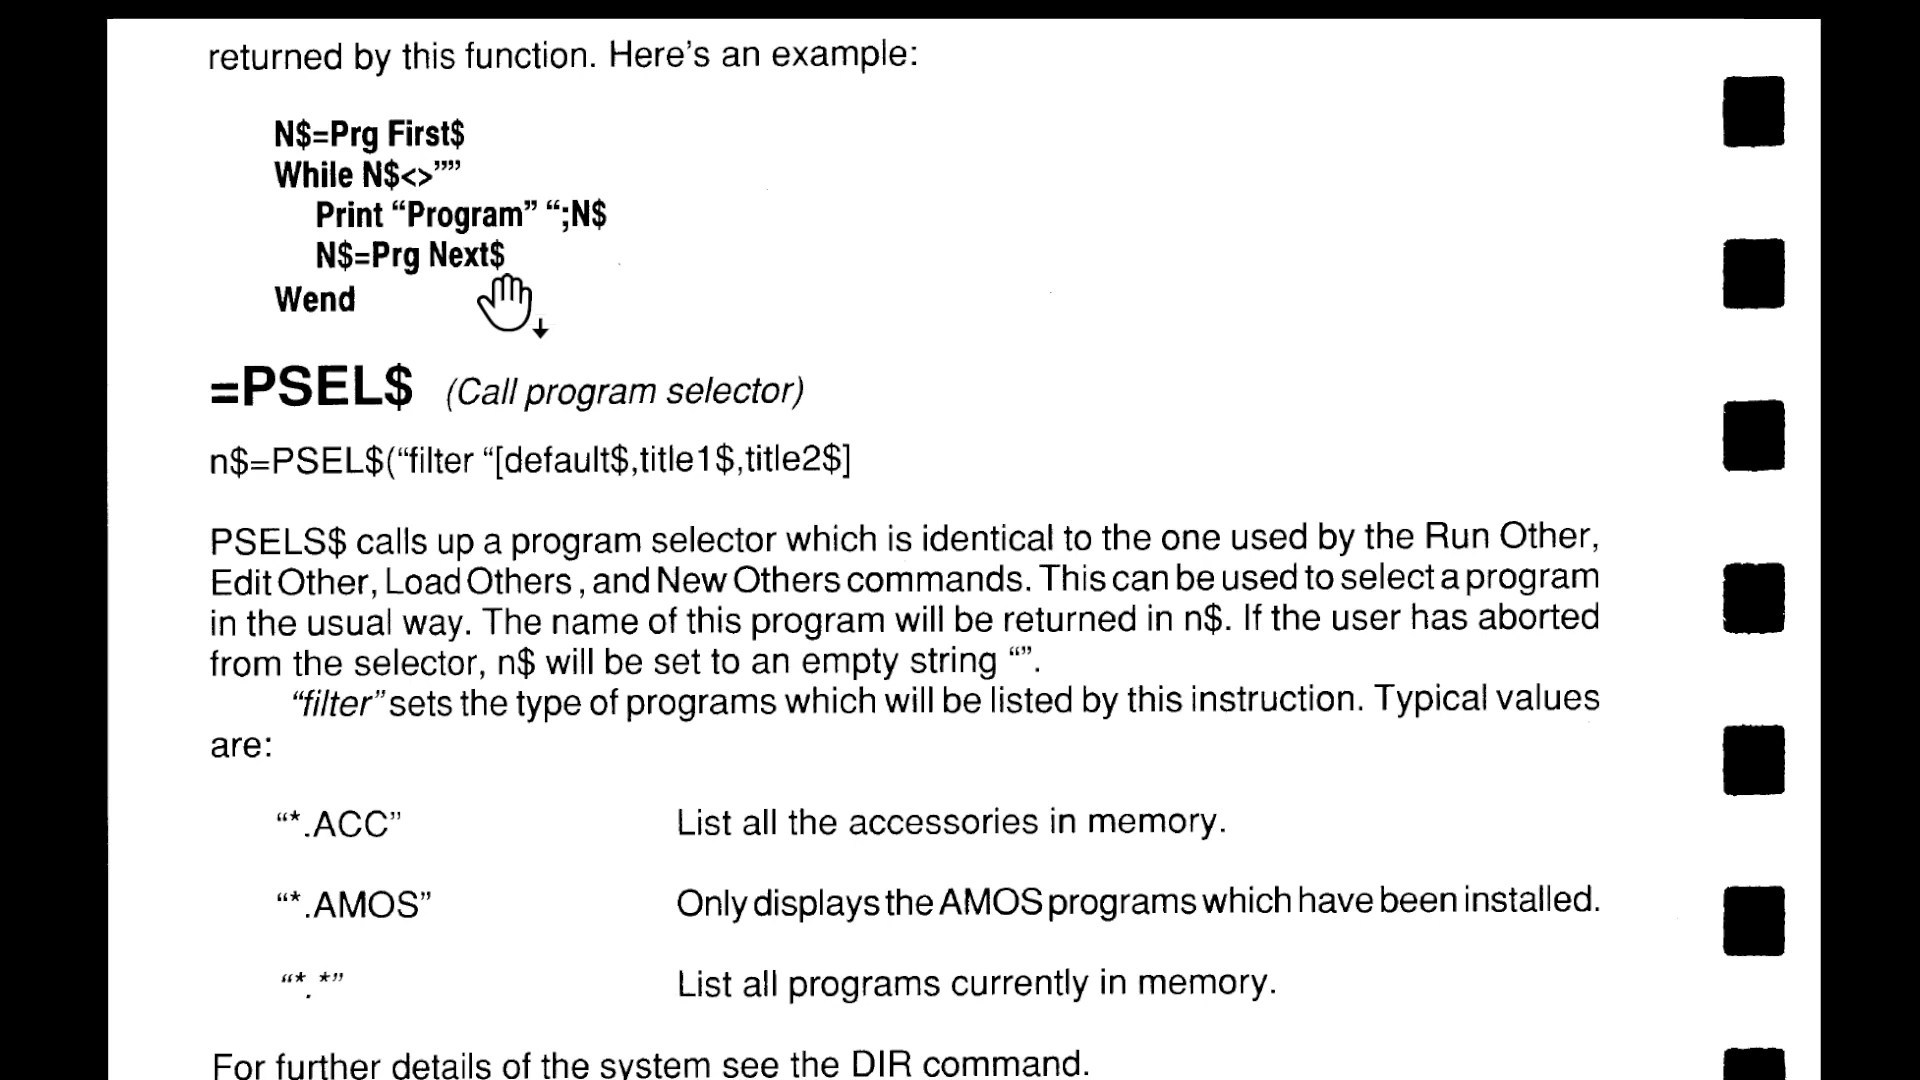 returned by this function. Here’s an example:
N$=Prg First$
While N$<>””
Print “Program” “;N$
N$=Prg Next$
Wend
=PSEL$ (Call program selector)
n$=PSEL$(“filter “[default$,title1$,title2$]
PSELS$ calls up a program selector which is identical to the one used by the Run Other,
Edit Other, Load Others , and New Others commands. This can be used to select a program
in the usual way. The name of this program will be returned in n$. If the user has aborted
from the selector, n$ will be set to an empty string “”.
“filter” sets the type of programs which will be listed by this instruction. Typical values
are:
“*.ACC” List all the accessories in memory.
“*.AMOS” Only displays the AMOS programs which have been installed.
“*.*” List all programs currently in memory.
For further details of the system see the DIR command.